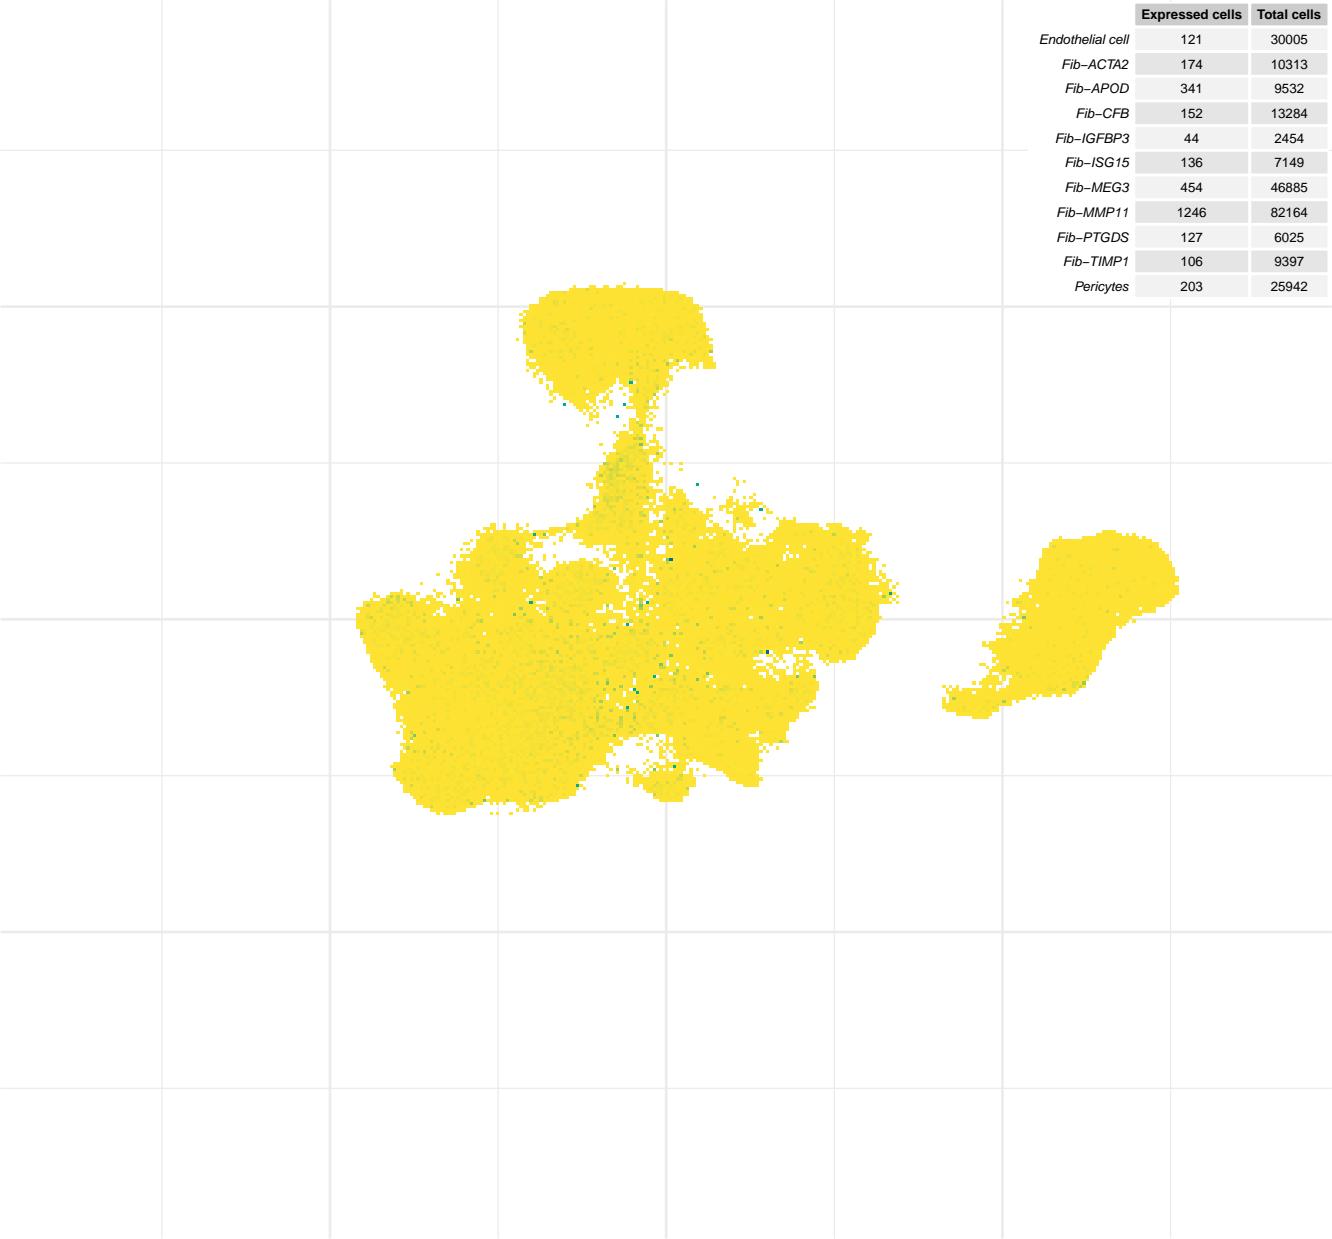 Expressed cells Total cells
Endothelial cell 121 30005
Fib−ACTA2 174 10313
Fib−APOD 341 9532
Fib−CFB 152 13284
Fib−IGFBP3 44 2454
Fib−ISG15 136 7149
Fib−MEG3 454 46885
Fib−MMP11 1246 82164
Fib−PTGDS 127 6025
Fib−TIMP1 106 9397
Pericytes 203 25942